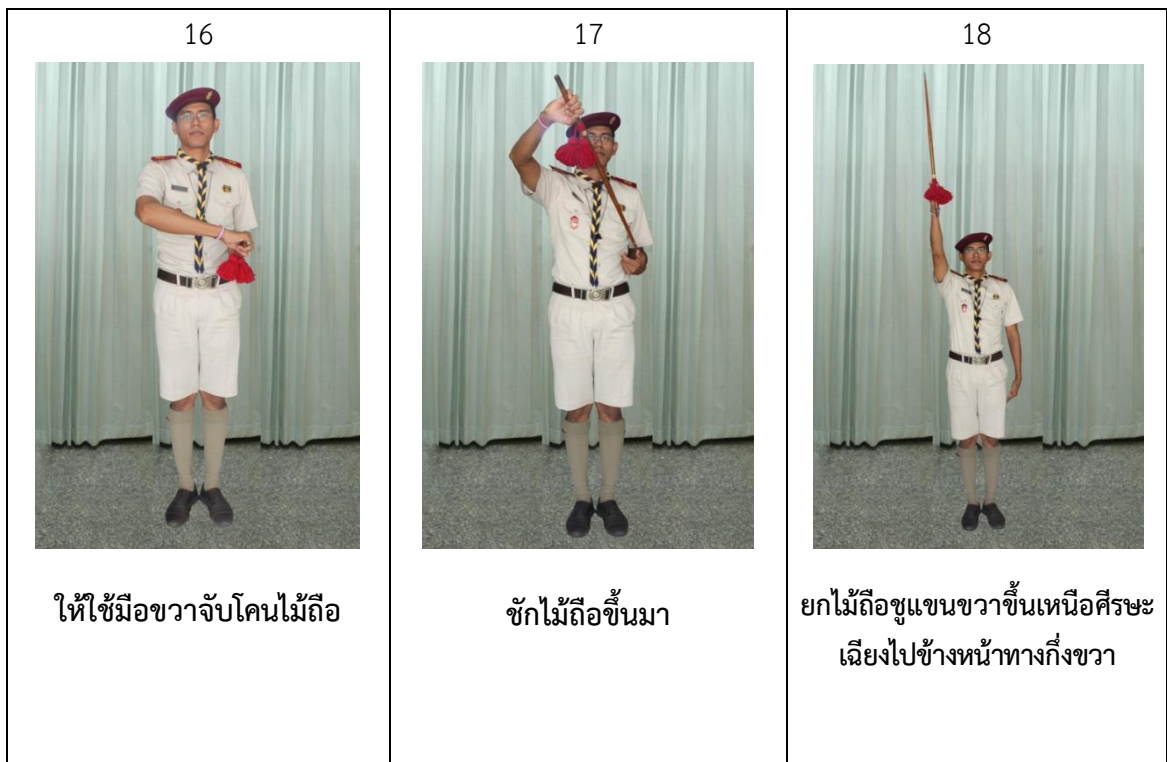 16
17
18
ให้ใช้มือขวาจับโคนไม้ถือ
ชักไม้ถือขึ้นมา
ยกไม้ถือชูแขนขวาขึ้นเหนือศีรษะ
เฉียงไปข้างหน้าทางกึ่งขวา